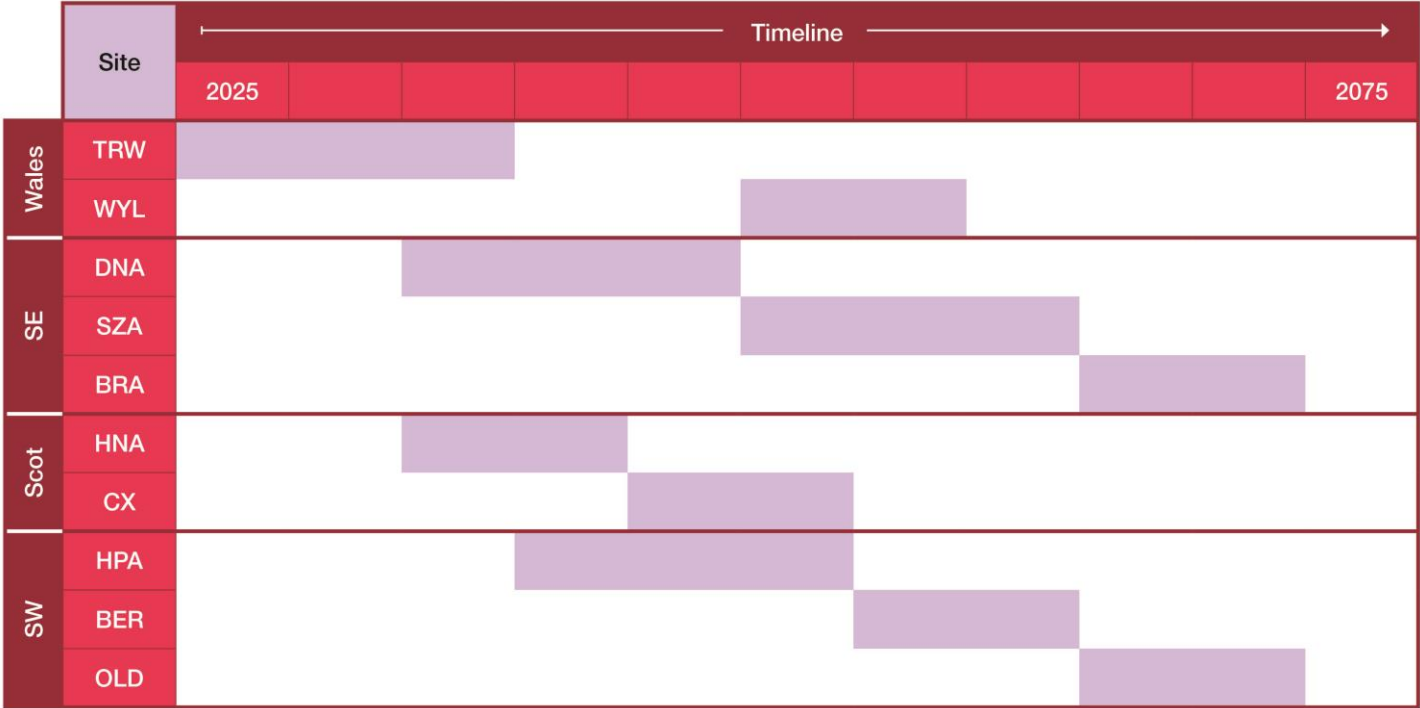 Site
Timeline
2025
2075
Wales
TRW
WYL
SE
DNA
SZA
BRA
Scot
HNA
CX
SW
HPA
BER
OLD